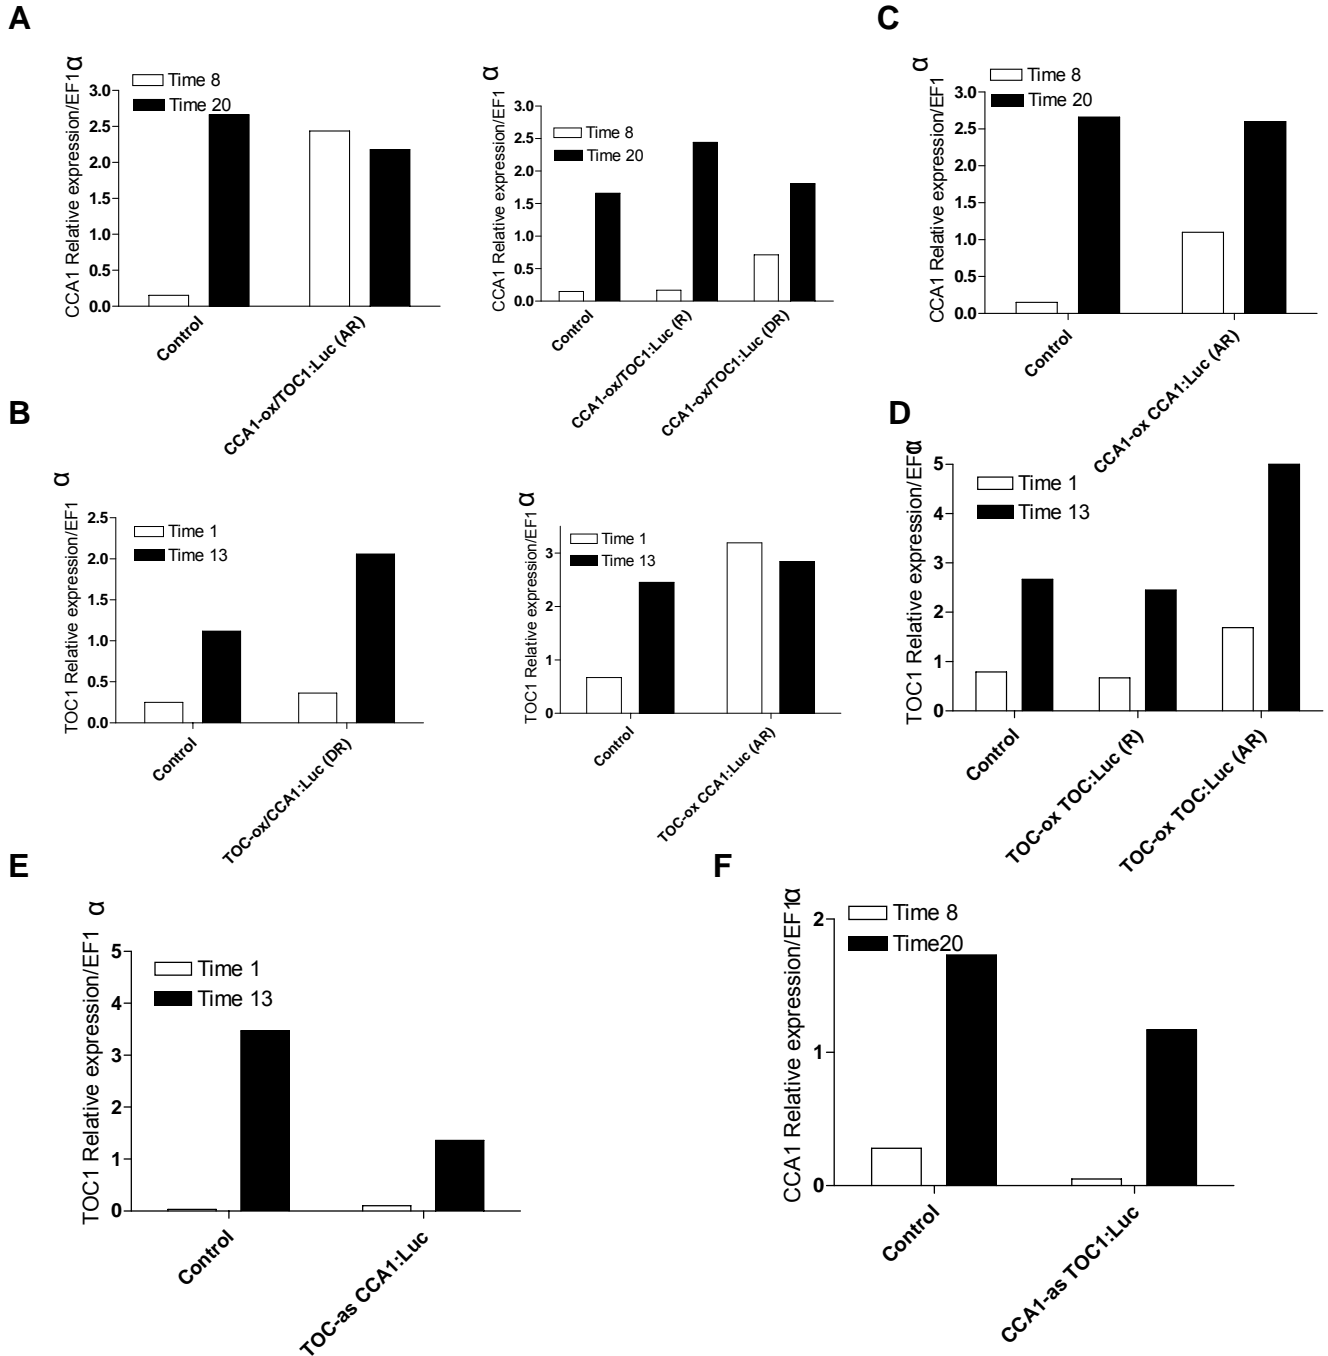 A
CCA1 Relative expression/EF1α
Time 8
Time 20
3.0
2.5
2.0
1.5
1.0
0.5
0.0
Control
CCA1-ox/TOC1:Luc (AR)
CCA1 Relative expression/EF1 α
Time 8
Time 20
3.0
2.5
2.0
1.5
1.0
0.5
0.0
Control
CCA1-ox/TOC1:Luc (R)
CCA1-ox/TOC1:Luc (DR)
C
CCA1 Relative expression/EF1 α
Time 8
Time 20
3.0
2.5
2.0
1.5
1.0
0.5
0.0
Control
CCA1-ox CCA1:Luc (AR)
B
TOC1 Relative expression/EF1 α
Time 1
Time 13
2.5
2.0
1.5
1.0
0.5
0.0
Control
TOC-ox/CCA1:Luc (DR)
TOC1 Relative expression/EF1 α
Time 1
Time 13
3
2
1
0
Control
TOC-ox CCA1:Luc (AR)
D
TOC1 Relative expression/EF1α
Time 1
Time 13
5
4
3
2
1
0
Control
TOC-ox TOC:Luc (R)
TOC-ox TOC:Luc (AR)
E
TOC1 Relative expression/EF1 α
Time 1
Time 13
5
4
3
2
1
0
Control
TOC-as CCA1:Luc
F
CCA1 Relative expression/EF1α
Time 8
Time20
2
1
0
Control
CCA1-as TOC1:Luc